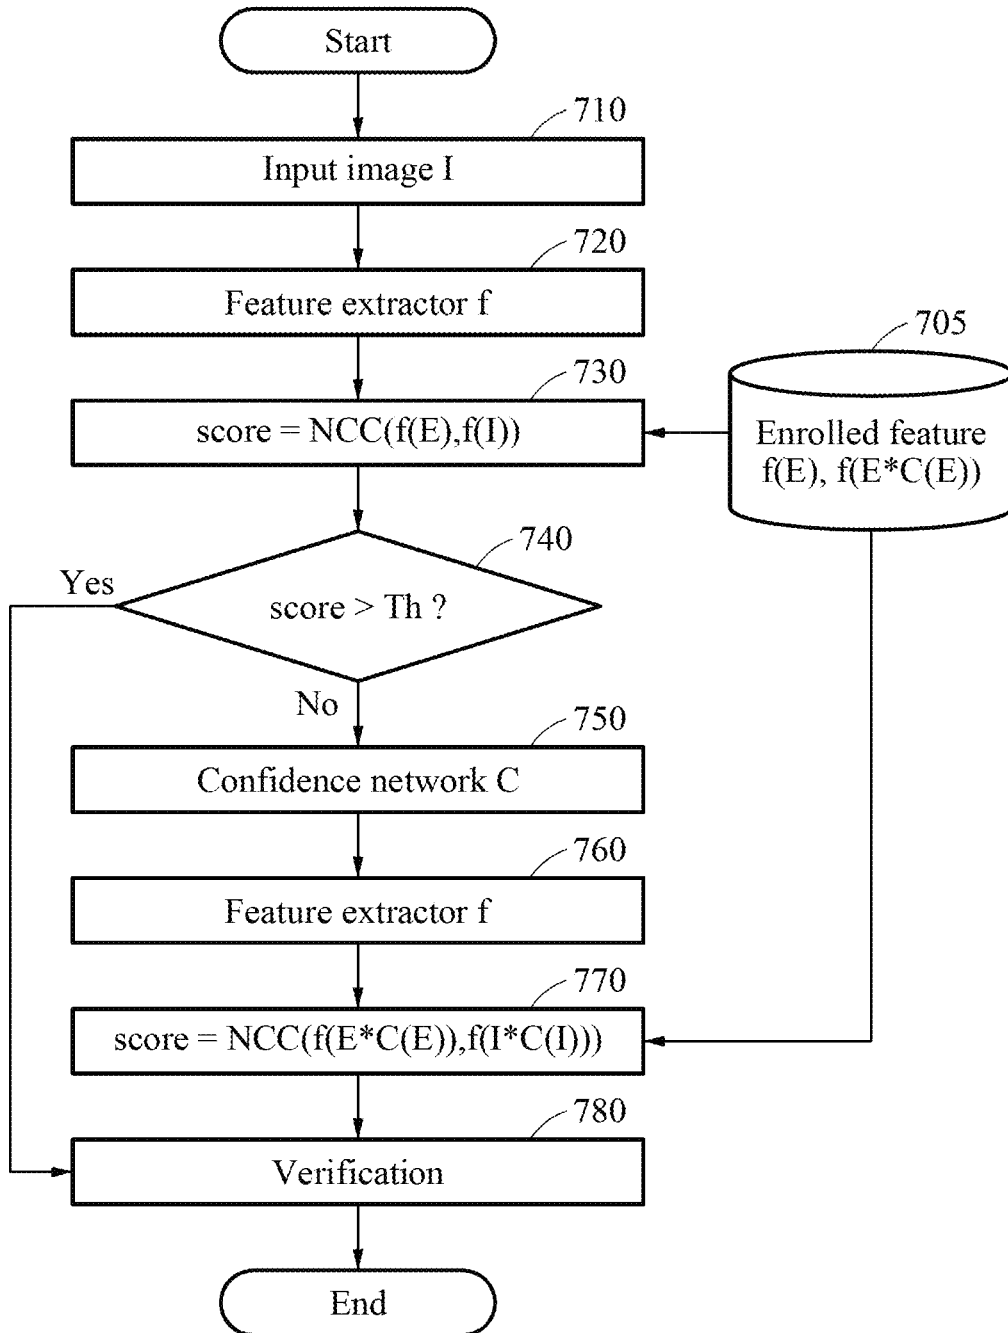 Start
710
Input image I
720
Feature extractor f
705
730
score = NCC(f(E),f(I))
Enrolled feature
f(E), f(E*C(E))
740
Yes
score > Th ?
No
750
Confidence network C
760
Feature extractor f
770
score = NCC(f(E*C(E)),f(I*C(I)))
780
Verification
End